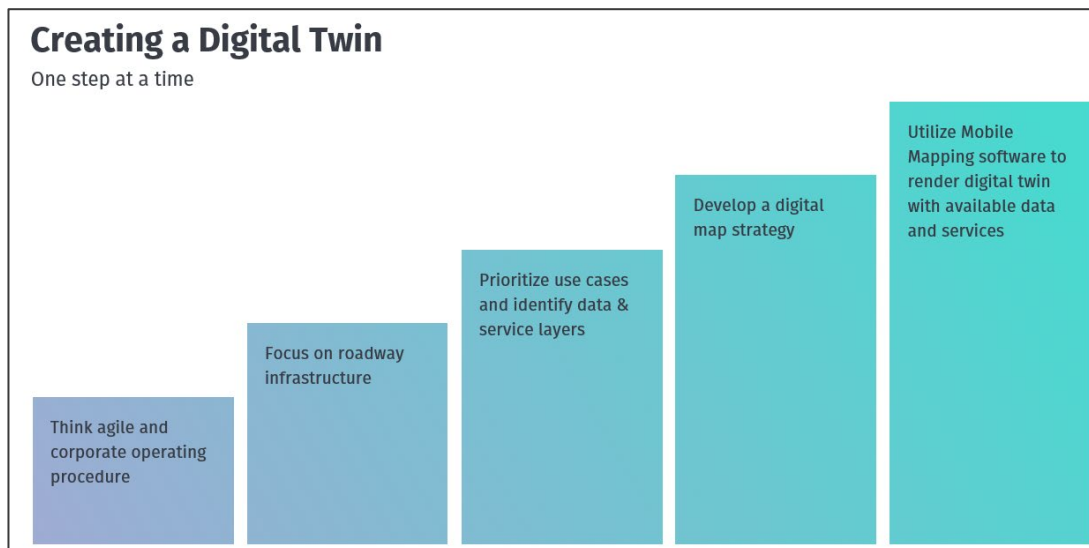 Creating a Digital Twin
One step at a time
Think agile and
corporate operating
procedure
Focus on roadway
infrastructure
Prioritize use cases
and identify data &
service layers
Develop a digital
map strategy
Utilize Mobile
Mapping software to
render digital twin
with available data
and services